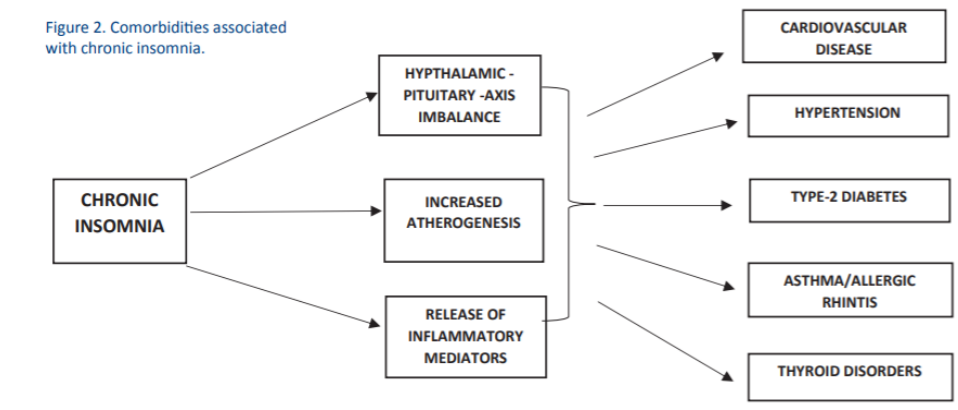 Figure 2. Comorbidities associated
with chronic insomnia.
CHRONIC
INSOMNIA
HYPTHALAMIC -
PITUITARY -AXIS
IMBALANCE
INCREASED
ATHEROGENESIS
RELEASE OF
INFLAMMATORY
MEDIATORS
CARDIOVASCULAR
DISEASE
HYPERTENSION
TYPE-2 DIABETES
ASTHMA/ALLERGIC
RHINTIS
THYROID DISORDERS